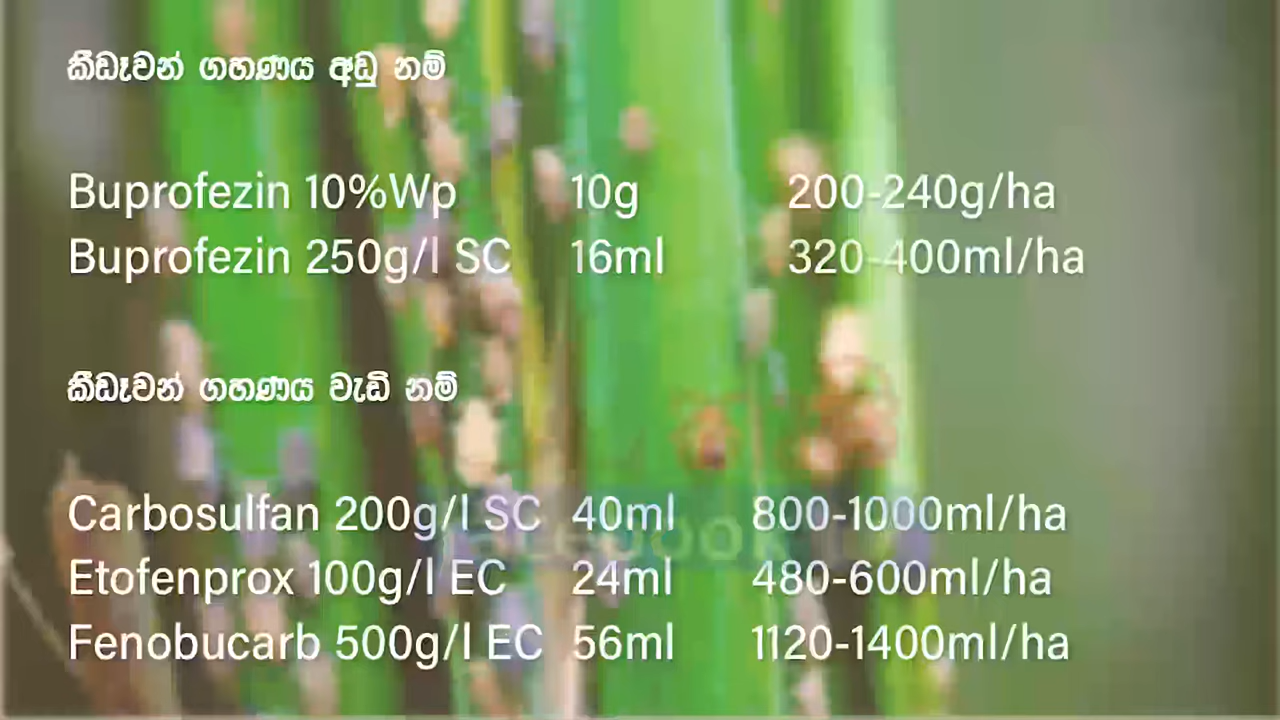 කීඩෑවන් ගහණය අඩු නම්
Buprofezin 10%Wp 10g 200-240g/ha
Buprofezin 250g/l SC 16ml 320-400ml/ha
කීඩෑවන් ගහණය වැඩි නම්
Carbosulfan 200g/l SC 40ml 800-1000ml/ha
facebook
Etofenprox 100g/l EC 24ml 480-600ml/ha
Fenobucarb 500g/l EC 56ml 1120-1400ml/ha